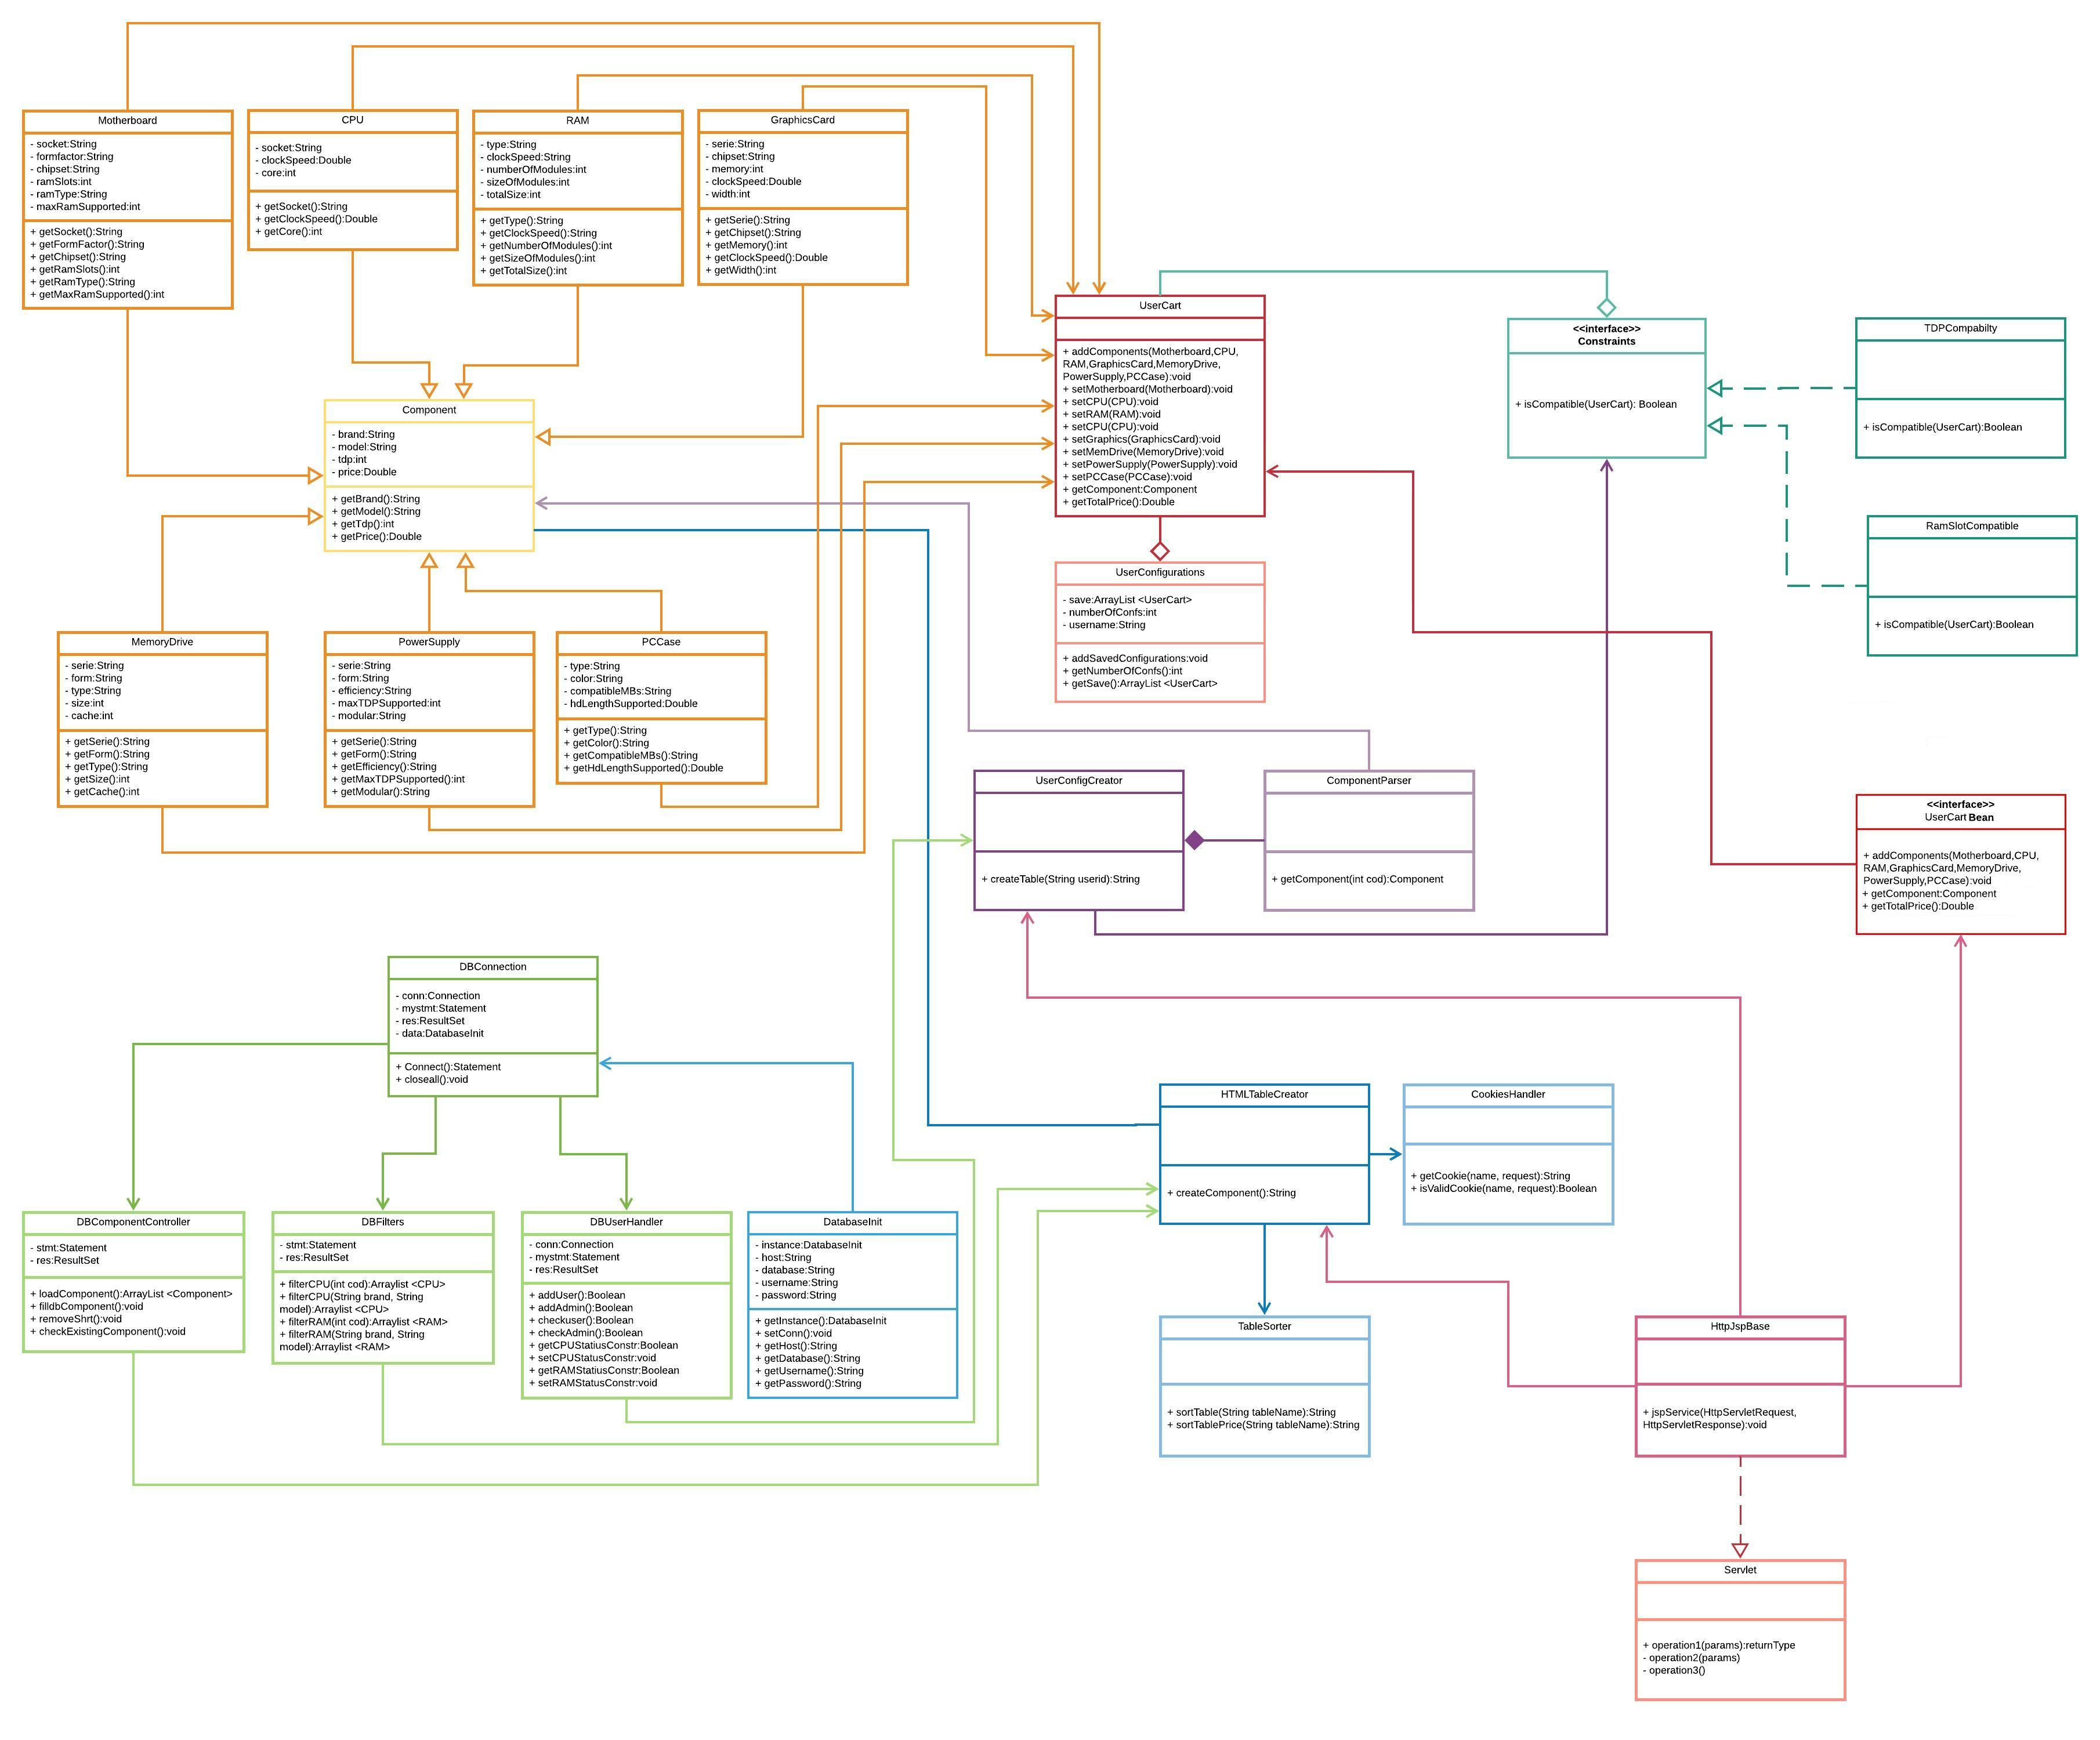 Motherboard
- socket:String
- formfactor:String
- chipset:String
- ramSlots:int
- ramType:String
- maxRamSupported:int
+ getSocket():String
+ getFormFactor():String
+ getChipset():String
+ getRamSlots():int
+ getRamType():String
+ getMaxRamSupported():int
CPU
- socket:String
- clockSpeed:Double
- core:int
+ getSocket():String
+ getClockSpeed():Double
+ getCore():int
RAM
- type:String
- clockSpeed:String
- numberOfModules:int
- sizeOfModules:int
- totalSize:int
+ getType():String
+ getClockSpeed():String
+ getNumberOfModules():int
+ getSizeOfModules():int
+ getTotalSize():int
GraphicsCard
- serie:String
- chipset:String
- memory:int
- clockSpeed:Double
- width:int
+ getSerie():String
+ getChipset():String
+ getMemory():int
+ getClockSpeed():Double
+ getWidth():int
UserCart
+ addComponents(Motherboard,CPU,
RAM,GraphicsCard,MemoryDrive,
PowerSupply,PCCase):void
+ setMotherboard(Motherboard):void
+ setCPU(CPU):void
+ setRAM(RAM):void
+ setCPU(CPU):void
+ setGraphics(GraphicsCard):void
+ setMemDrive(MemoryDrive):void
+ setPowerSupply(PowerSupply):void
+ setPCCase(PCCase):void
+ getComponent:Component
+ getTotalPrice():Double
<<interface>>
Constraints
+ isCompatible(UserCart): Boolean
TDPCompabilty
+ isCompatible(UserCart):Boolean
RamSlotCompatible
+ isCompatible(UserCart):Boolean
Component
- brand:String
- model:String
- tdp:int
- price:Double
+ getBrand():String
+ getModel():String
+ getTdp():int
+ getPrice():Double
UserConfigurations
- save:ArrayList <UserCart>
- numberOfConfs:int
- username:String
+ addSavedConfigurations:void
+ getNumberOfConfs():int
+ getSave():ArrayList <UserCart>
MemoryDrive
- serie:String
- form:String
- type:String
- size:int
- cache:int
+ getSerie():String
+ getForm():String
+ getType():String
+ getSize():int
+ getCache():int
PowerSupply
- serie:String
- form:String
- efficiency:String
- maxTDPSupported:int
- modular:String
+ getSerie():String
+ getForm():String
+ getEfficiency():String
+ getMaxTDPSupported():int
+ getModular():String
PCCase
- type:String
- color:String
- compatibleMBs:String
- hdLengthSupported:Double
+ getType():String
+ getColor():String
+ getCompatibleMBs():String
+ getHdLengthSupported():Double
UserConfigCreator
+ createTable(String userid):String
ComponentParser
+ getComponent(int cod):Component
<<interface>>
UserCart Bean
+ addComponents(Motherboard,CPU,
RAM,GraphicsCard,MemoryDrive,
PowerSupply,PCCase):void
+ getComponent:Component
+ getTotalPrice():Double
DBConnection
- conn:Connection
- mystmt:Statement
- res:ResultSet
- data:DatabaseInit
+ Connect():Statement
+ closeall():void
HTMLTableCreator
+ createComponent():String
CookiesHandler
+ getCookie(name, request):String
+ isValidCookie(name, request):Boolean
DBComponentController
- stmt:Statement
- res:ResultSet
+ loadComponent():ArrayList <Component>
+ filldbComponent():void
+ removeShrt():void
+ checkExistingComponent():void
DBFilters
- stmt:Statement
- res:ResultSet
+ filterCPU(int cod):Arraylist <CPU>
+ filterCPU(String brand, String
model):Arraylist <CPU>
+ filterRAM(int cod):Arraylist <RAM>
+ filterRAM(String brand, String
model):Arraylist <RAM>
DBUserHandler
- conn:Connection
- mystmt:Statement
- res:ResultSet
+ addUser():Boolean
+ addAdmin():Boolean
+ checkuser():Boolean
+ checkAdmin():Boolean
+ getCPUStatiusConstr:Boolean
+ setCPUStatusConstr:void
+ getRAMStatiusConstr:Boolean
+ setRAMStatusConstr:void
DatabaseInit
- instance:DatabaseInit
- host:String
- database:String
- username:String
- password:String
+ getInstance():DatabaseInit
+ setConn():void
+ getHost():String
+ getDatabase():String
+ getUsername():String
+ getPassword():String
TableSorter
+ sortTable(String tableName):String
+ sortTablePrice(String tableName):String
HttpJspBase
+ jspService(HttpServletRequest,
HttpServletResponse):void
Servlet
+ operation1(params):returnType
- operation2(params)
- operation3()